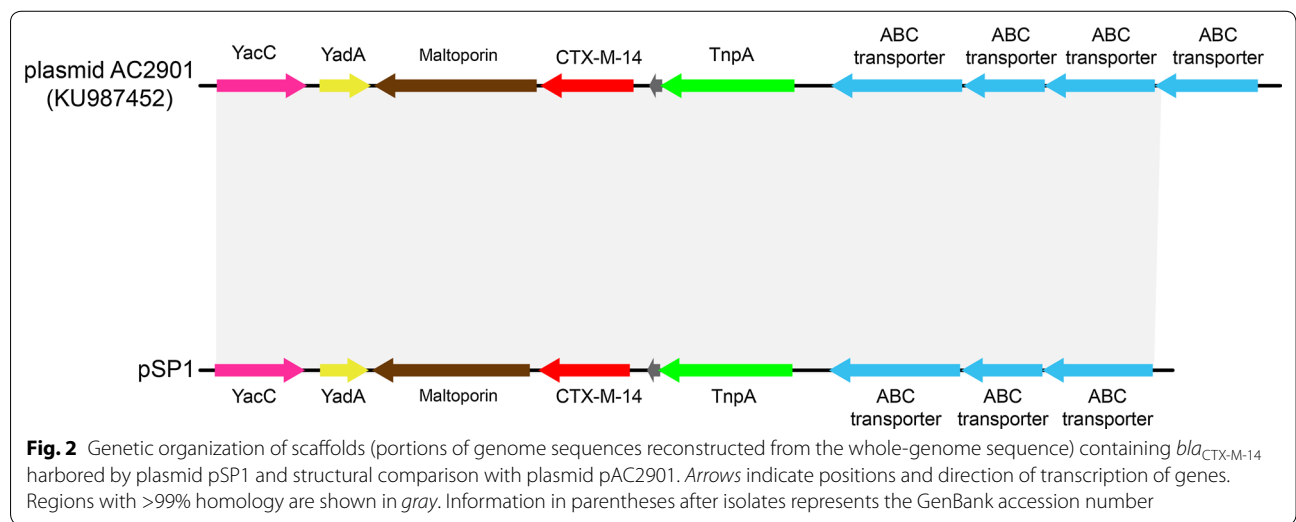 YacC YadA Maltoporin CTX-M-14 TnpA ABC transporter ABC transporter ABC transporter ABC transporter
plasmid AC2901
(KU987452)
pSP1
YacC YadA Maltoporin CTX-M-14 TnpA ABC transporter ABC transporter ABC transporter
Fig. 2 Genetic organization of scaffolds (portions of genome sequences reconstructed from the whole-genome sequence) containing blaCTX-M-14
harbored by plasmid pSP1 and structural comparison with plasmid pAC2901. Arrows indicate positions and direction of transcription of genes.
Regions with >99% homology are shown in gray. Information in parentheses after isolates represents the GenBank accession number